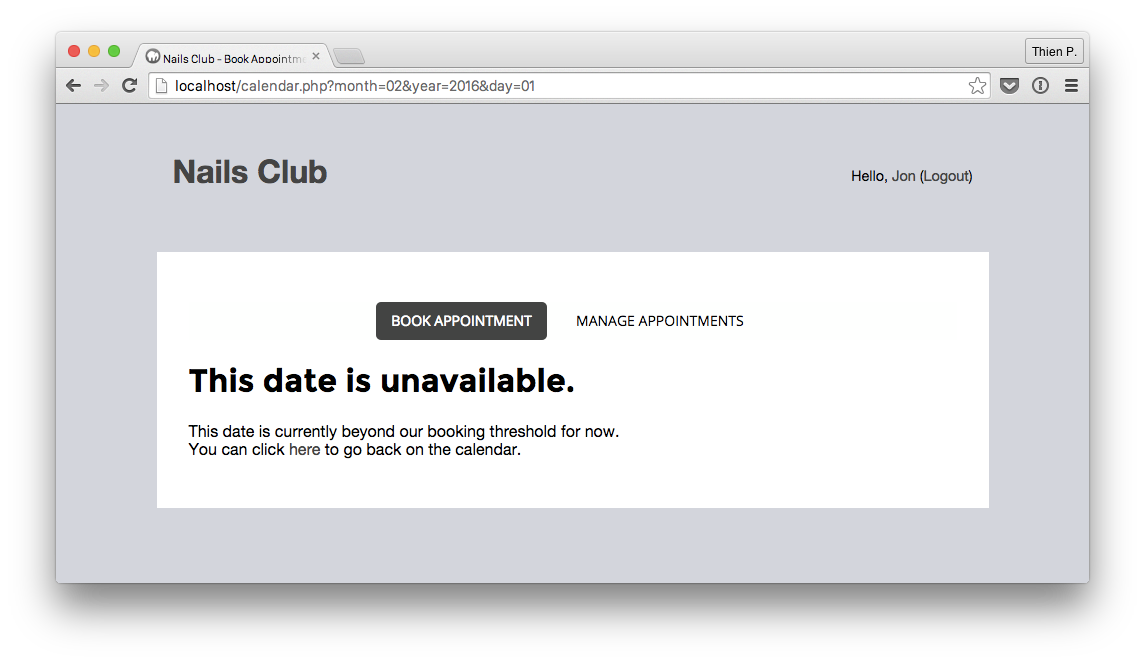 Nails Club - Book Appointme
Thien P.
localhost/calendar.php?month=02&year=2016&day=01
Nails Club
Hello, Jon (Logout)
BOOK APPOINTMENT MANAGE APPOINTMENTS
This date is unavailable.
This date is currently beyond our booking threshold for now.
You can click here to go back on the calendar.